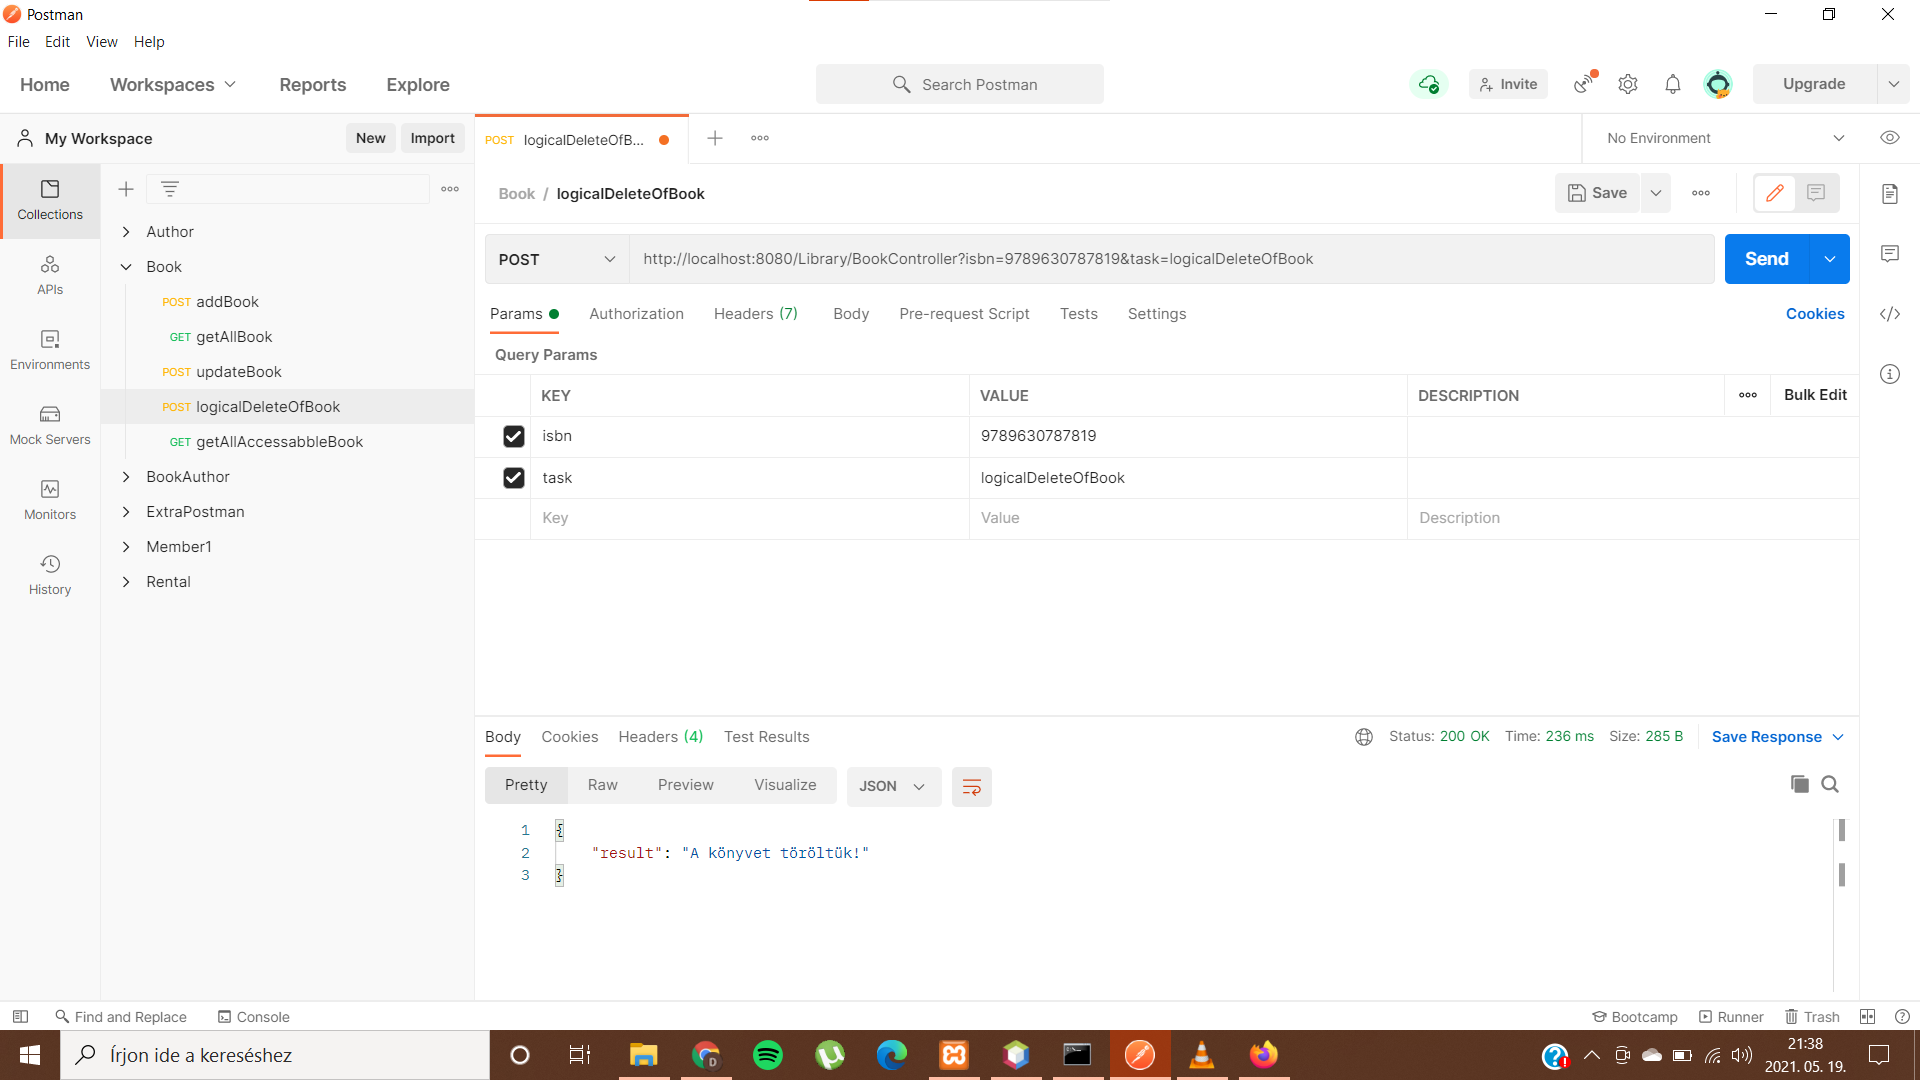 Postman
File Edit View Help
Home Workspaces Reports Explore Search Postman Invite Upgrade
My Workspace New Import
POST logicalDeleteOfB... No Environment
Collections
APIs
Environments
Mock Servers
Monitors
History
Author
Book
POST addBook
GET getAllBook
POST updateBook
POST logicalDeleteOfBook
GET getAllAccessabbleBook
BookAuthor
ExtraPostman
Member1
Rental
Book / logicalDeleteOfBook Save
POST http://localhost:8080/Library/BookController?isbn=9789630787819&task=logicalDeleteOfBook Send
Params Authorization Headers (7) Body Pre-request Script Tests Settings Cookies
Query Params
KEY VALUE DESCRIPTION Bulk Edit
isbn 9789630787819
task logicalDeleteOfBook
Key Value Description
Body Cookies Headers (4) Test Results Status: 200 OK Time: 236 ms Size: 285 B Save Response
Pretty Raw Preview Visualize JSON
1 {
2 "result": "A könyvet töröltük!"
3 }
Find and Replace Console Bootcamp Runner Trash
Írjon ide a kereséshez
21:38
2021. 05. 19.